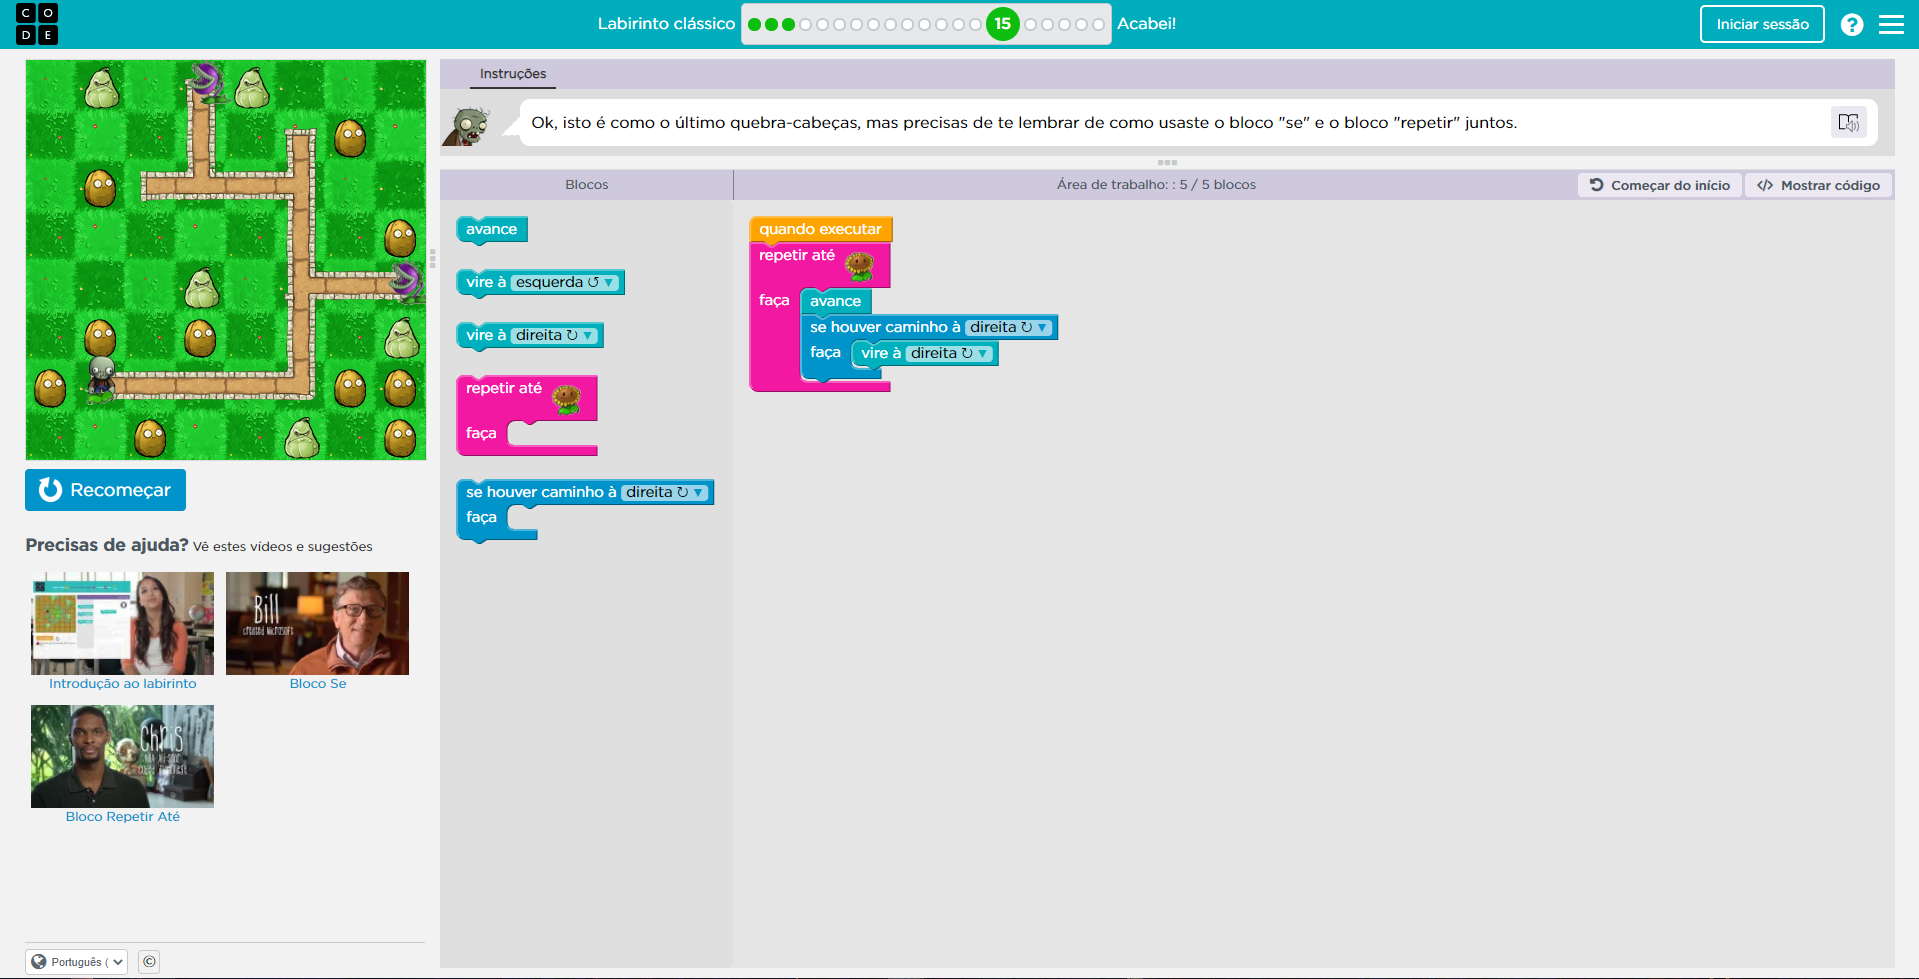 C O
D E
Labirinto clássico
15
Acabei!
Iniciar sessão
?
Instruções
Ok, isto é como o último quebra-cabeças, mas precisas de te lembrar de como usaste o bloco "se" e o bloco "repetir" juntos.
Blocos
Área de trabalho: : 5 / 5 blocos
Começar do início
</> Mostrar código
avance
vire à esquerda ↺ ▼
vire à direita ↻ ▼
repetir até
faça
se houver caminho à direita ↻ ▼
faça
quando executar
repetir até
faça
avance
se houver caminho à direita ↻ ▼
faça
vire à direita ↻ ▼
Recomeçar
Precisas de ajuda? Vê estes vídeos e sugestões
Bill
created Microsoft
Introdução ao labirinto
Bloco Se
Chris
Bloco Repetir Até
Português (
©